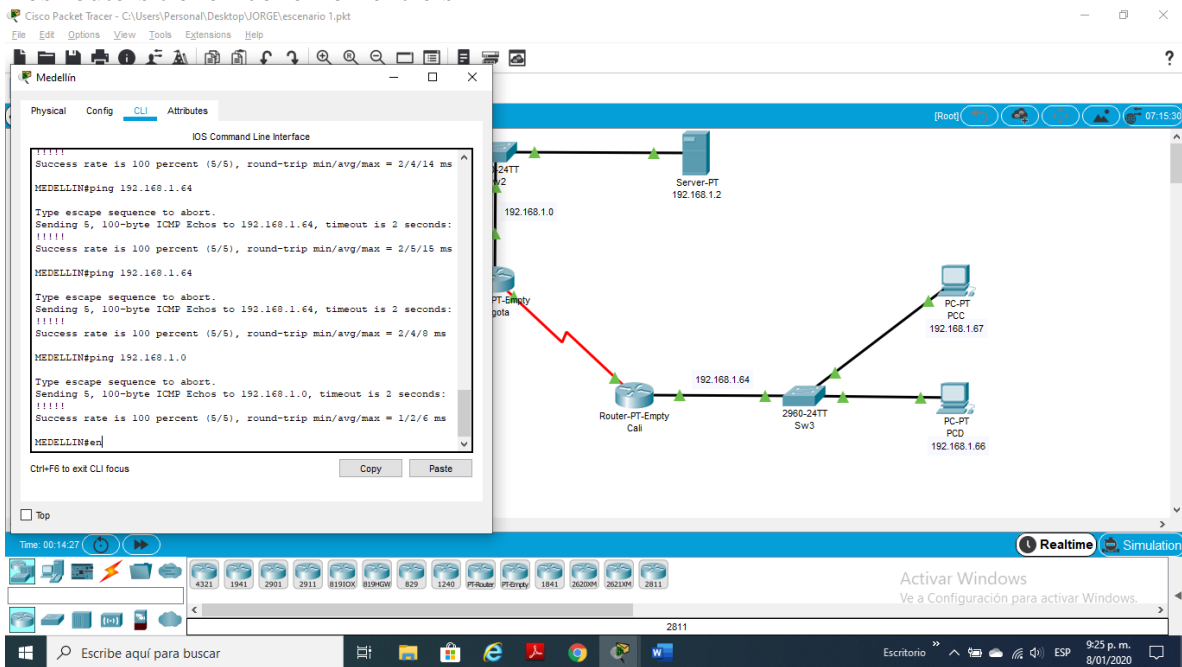 Cisco Packet Tracer - C:\Users\Personal\Desktop\JORGE\escenario 1.pkt
File Edit Options View Tools Extensions Help
?
Medellín
Physical Config CLI Attributes
IOS Command Line Interface
!!!!!
Success rate is 100 percent (5/5), round-trip min/avg/max = 2/4/14 ms
MEDELLIN#ping 192.168.1.64
Type escape sequence to abort.
Sending 5, 100-byte ICMP Echos to 192.168.1.64, timeout is 2 seconds:
!!!!!
Success rate is 100 percent (5/5), round-trip min/avg/max = 2/5/15 ms
MEDELLIN#ping 192.168.1.64
Type escape sequence to abort.
Sending 5, 100-byte ICMP Echos to 192.168.1.64, timeout is 2 seconds:
!!!!!
Success rate is 100 percent (5/5), round-trip min/avg/max = 2/4/8 ms
MEDELLIN#ping 192.168.1.0
Type escape sequence to abort.
Sending 5, 100-byte ICMP Echos to 192.168.1.0, timeout is 2 seconds:
!!!!!
Success rate is 100 percent (5/5), round-trip min/avg/max = 1/2/6 ms
MEDELLIN#en
Ctrl+F6 to exit CLI focus
Copy Paste
Top
[Root] 07:15:30
-24TT
Server-PT
192.168.1.2
192.168.1.0
PT-Empty
gota
PC-PT
PCC
192.168.1.67
192.168.1.64
Router-PT-Empty
Cali
2960-24TT
Sw3
PC-PT
PCD
192.168.1.66
Time: 00:14:27
Realtime Simulation
4321 1941 2901 2911 819IOX 819HGW 829 1240 PT-Router PT-Empty 1841 2620XM 2621XM 2811
2811
Activar Windows
Ve a Configuración para activar Windows.
Escribe aquí para buscar
Escritorio
ESP
9:25 p. m.
8/01/2020